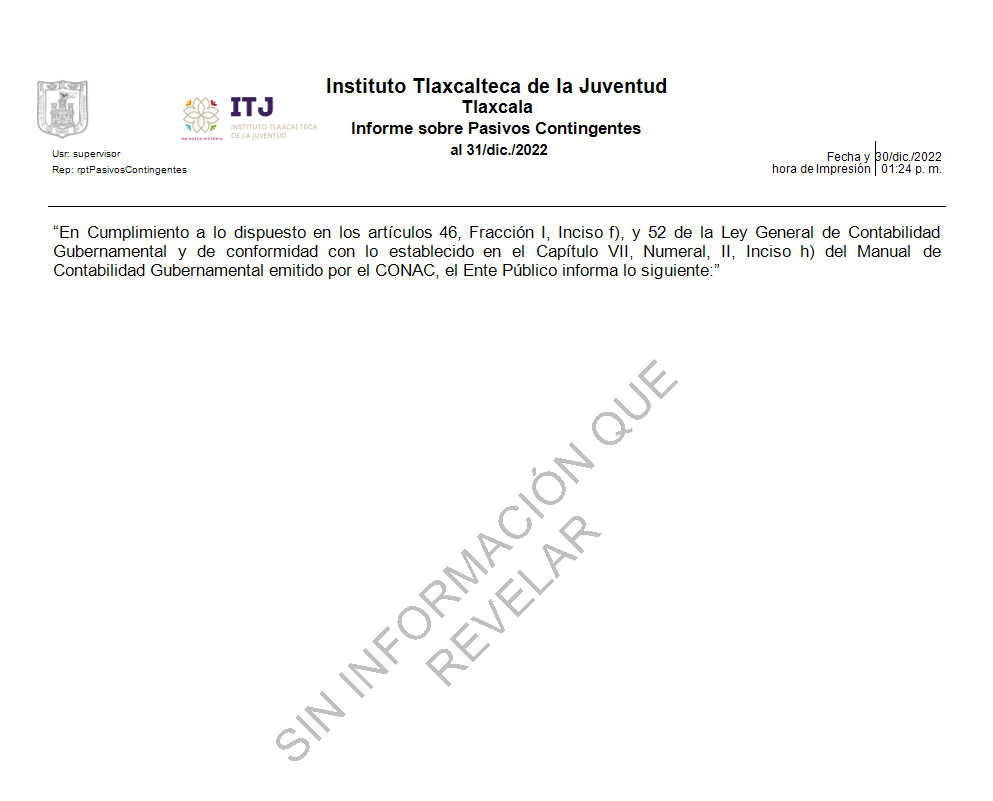 Instituto Tlaxcalteca de la Juventud
Tlaxcala
Informe sobre Pasivos Contingentes
al 31/dic./2022
ITJ
INSTITUTO TLAXCALTECA
DE LA JUVENTUD
UNA NUEVA HISTORIA
Usr: supervisor
Rep: rptPasivosContingentes
Fecha y 30/dic./2022
hora de Impresión 01:24 p. m.
“En Cumplimiento a lo dispuesto en los artículos 46, Fracción I, Inciso f), y 52 de la Ley General de Contabilidad
Gubernamental y de conformidad con lo establecido en el Capítulo VII, Numeral, II, Inciso h) del Manual de
Contabilidad Gubernamental emitido por el CONAC, el Ente Público informa lo siguiente:”
SIN INFORMACIÓN QUE
REVELAR